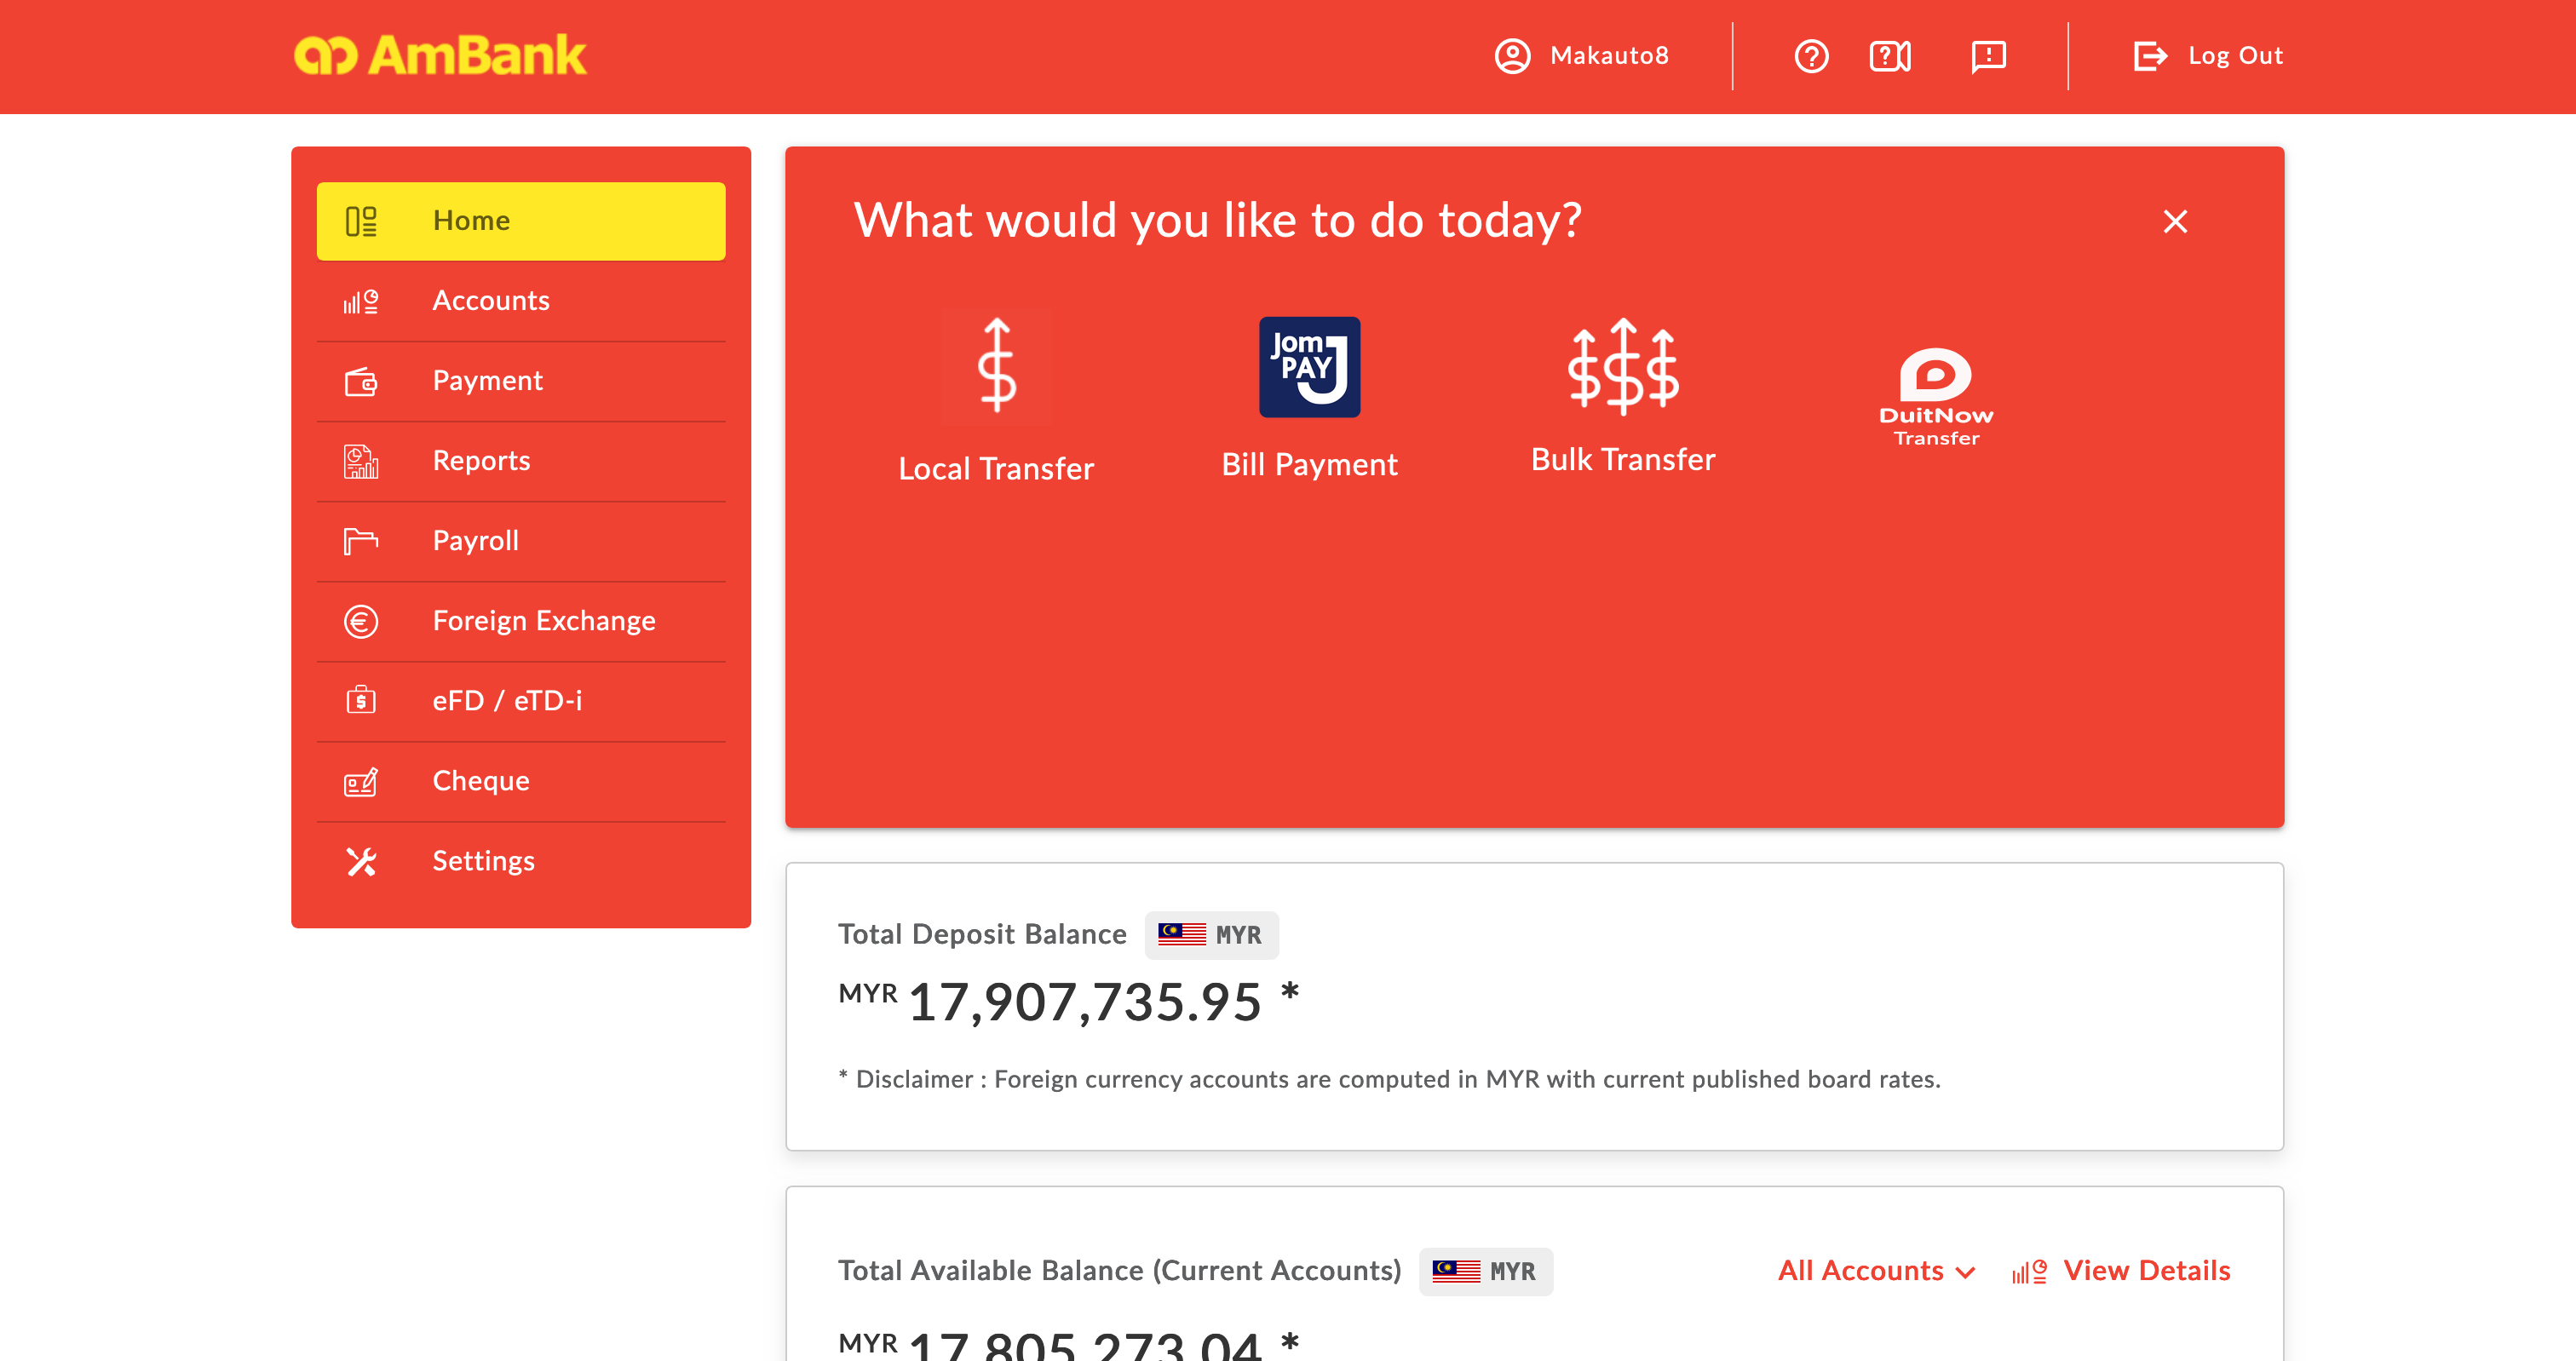 AmBank
Makauto8
Log Out
Home
Accounts
Payment
Reports
Payroll
Foreign Exchange
eFD / eTD-i
Cheque
Settings
What would you like to do today?
Local Transfer
Jom
PAY
Bill Payment
Bulk Transfer
DuitNow
Transfer
Total Deposit Balance MYR
MYR 17,907,735.95 *
* Disclaimer : Foreign currency accounts are computed in MYR with current published board rates.
Total Available Balance (Current Accounts) MYR
All Accounts
View Details
MYR 17,805,273.04 *